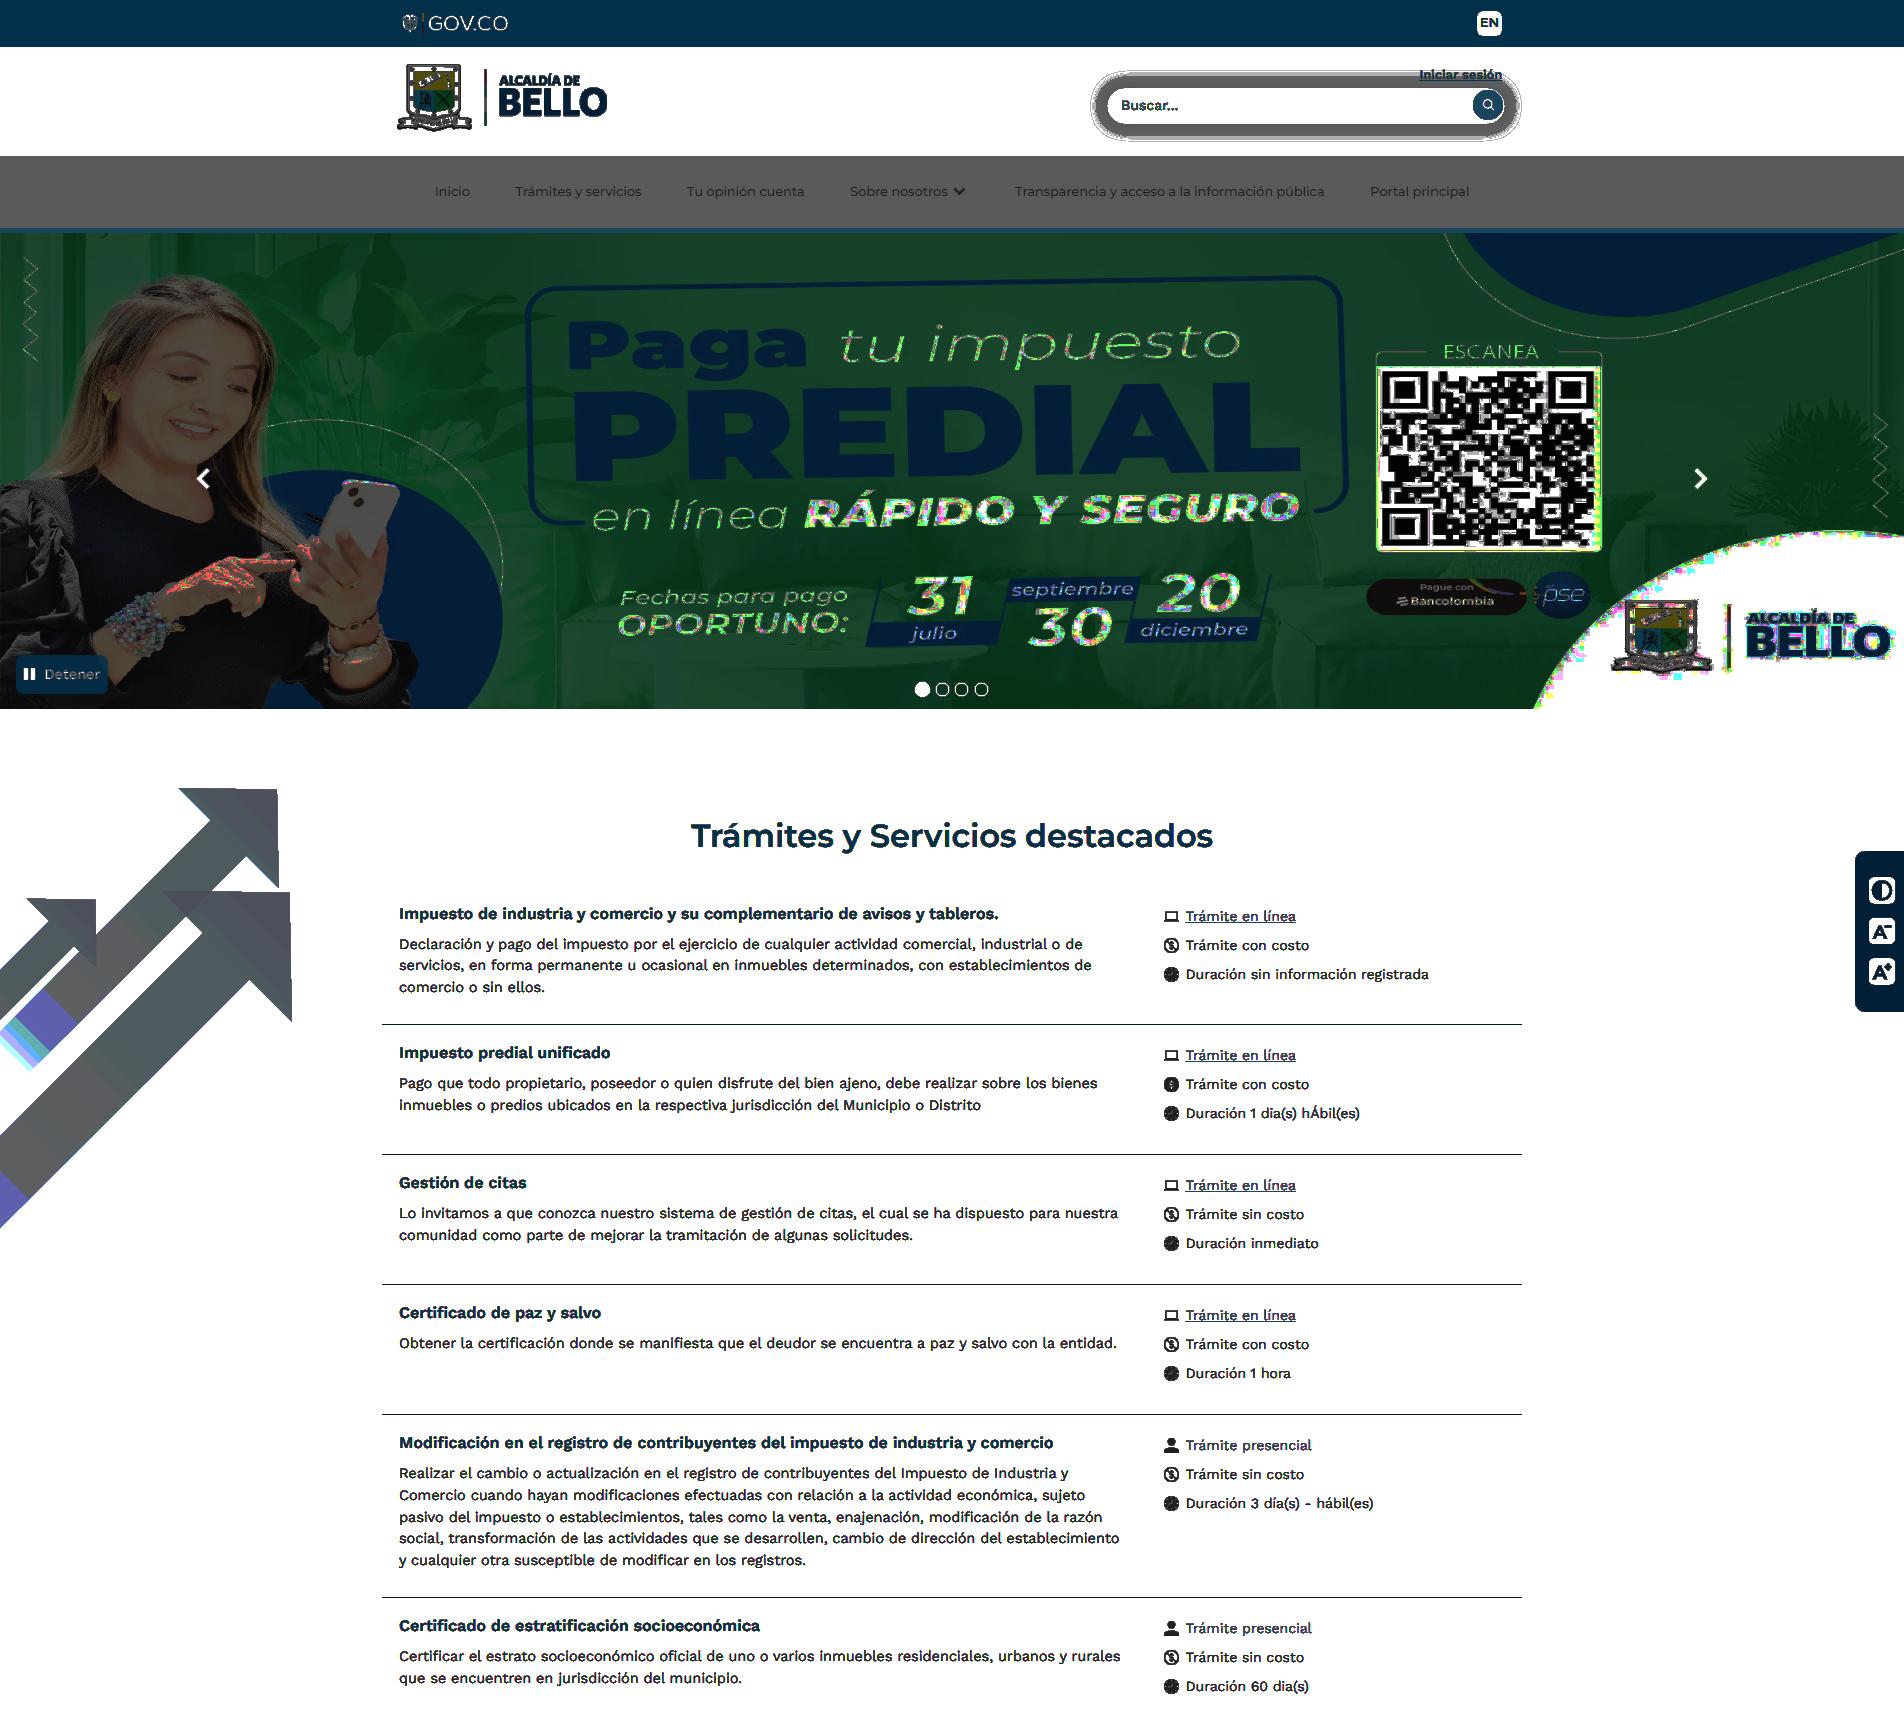 GOV.CO
EN
ALCALDÍA DE
BELLO
Iniciar sesión
Buscar...
Inicio
Trámites y servicios
Tu opinión cuenta
Sobre nosotros
Transparencia y acceso a la información pública
Portal principal
Paga tu impuesto
PREDIAL
en línea RÁPIDO Y SEGURO
Fechas para pago
OPORTUNO:
31
julio
septiembre
30
20
diciembre
ESCANEA
Pague con
Bancolombia
pse
ALCALDÍA DE
BELLO
Detener
Trámites y Servicios destacados
Impuesto de industria y comercio y su complementario de avisos y tableros.
Declaración y pago del impuesto por el ejercicio de cualquier actividad comercial, industrial o de
servicios, en forma permanente u ocasional en inmuebles determinados, con establecimientos de
comercio o sin ellos.
Trámite en línea
Trámite con costo
Duración sin información registrada
A-
A+
Impuesto predial unificado
Pago que todo propietario, poseedor o quien disfrute del bien ajeno, debe realizar sobre los bienes
inmuebles o predios ubicados en la respectiva jurisdicción del Municipio o Distrito
Trámite en línea
Trámite con costo
Duración 1 dia(s) hÁbil(es)
Gestión de citas
Lo invitamos a que conozca nuestro sistema de gestión de citas, el cual se ha dispuesto para nuestra
comunidad como parte de mejorar la tramitación de algunas solicitudes.
Trámite en línea
Trámite sin costo
Duración inmediato
Certificado de paz y salvo
Obtener la certificación donde se manifiesta que el deudor se encuentra a paz y salvo con la entidad.
Trámite en línea
Trámite con costo
Duración 1 hora
Modificación en el registro de contribuyentes del impuesto de industria y comercio
Realizar el cambio o actualización en el registro de contribuyentes del Impuesto de Industria y
Comercio cuando hayan modificaciones efectuadas con relación a la actividad económica, sujeto
pasivo del impuesto o establecimientos, tales como la venta, enajenación, modificación de la razón
social, transformación de las actividades que se desarrollen, cambio de dirección del establecimiento
y cualquier otra susceptible de modificar en los registros.
Trámite presencial
Trámite sin costo
Duración 3 día(s) - hábil(es)
Certificado de estratificación socioeconómica
Certificar el estrato socioeconómico oficial de uno o varios inmuebles residenciales, urbanos y rurales
que se encuentren en jurisdicción del municipio.
Trámite presencial
Trámite sin costo
Duración 60 dia(s)